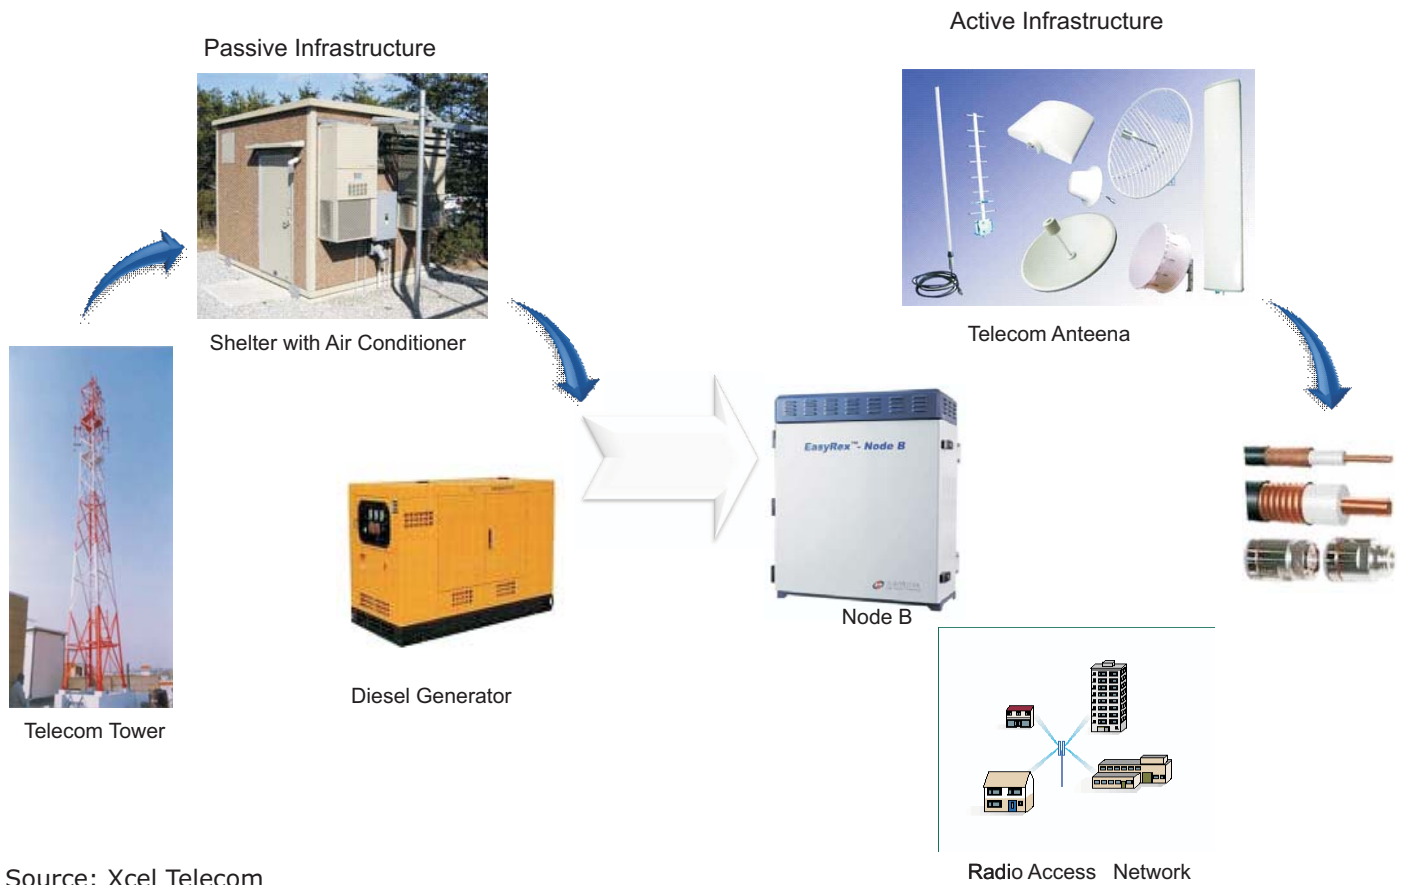 Active Infrastructure
Passive Infrastructure
Shelter with Air Conditioner
Telecom Anteena
EasyRex™- Node B
Node B
Diesel Generator
Telecom Tower
Radio Access Network
Source: Xcel Telecom